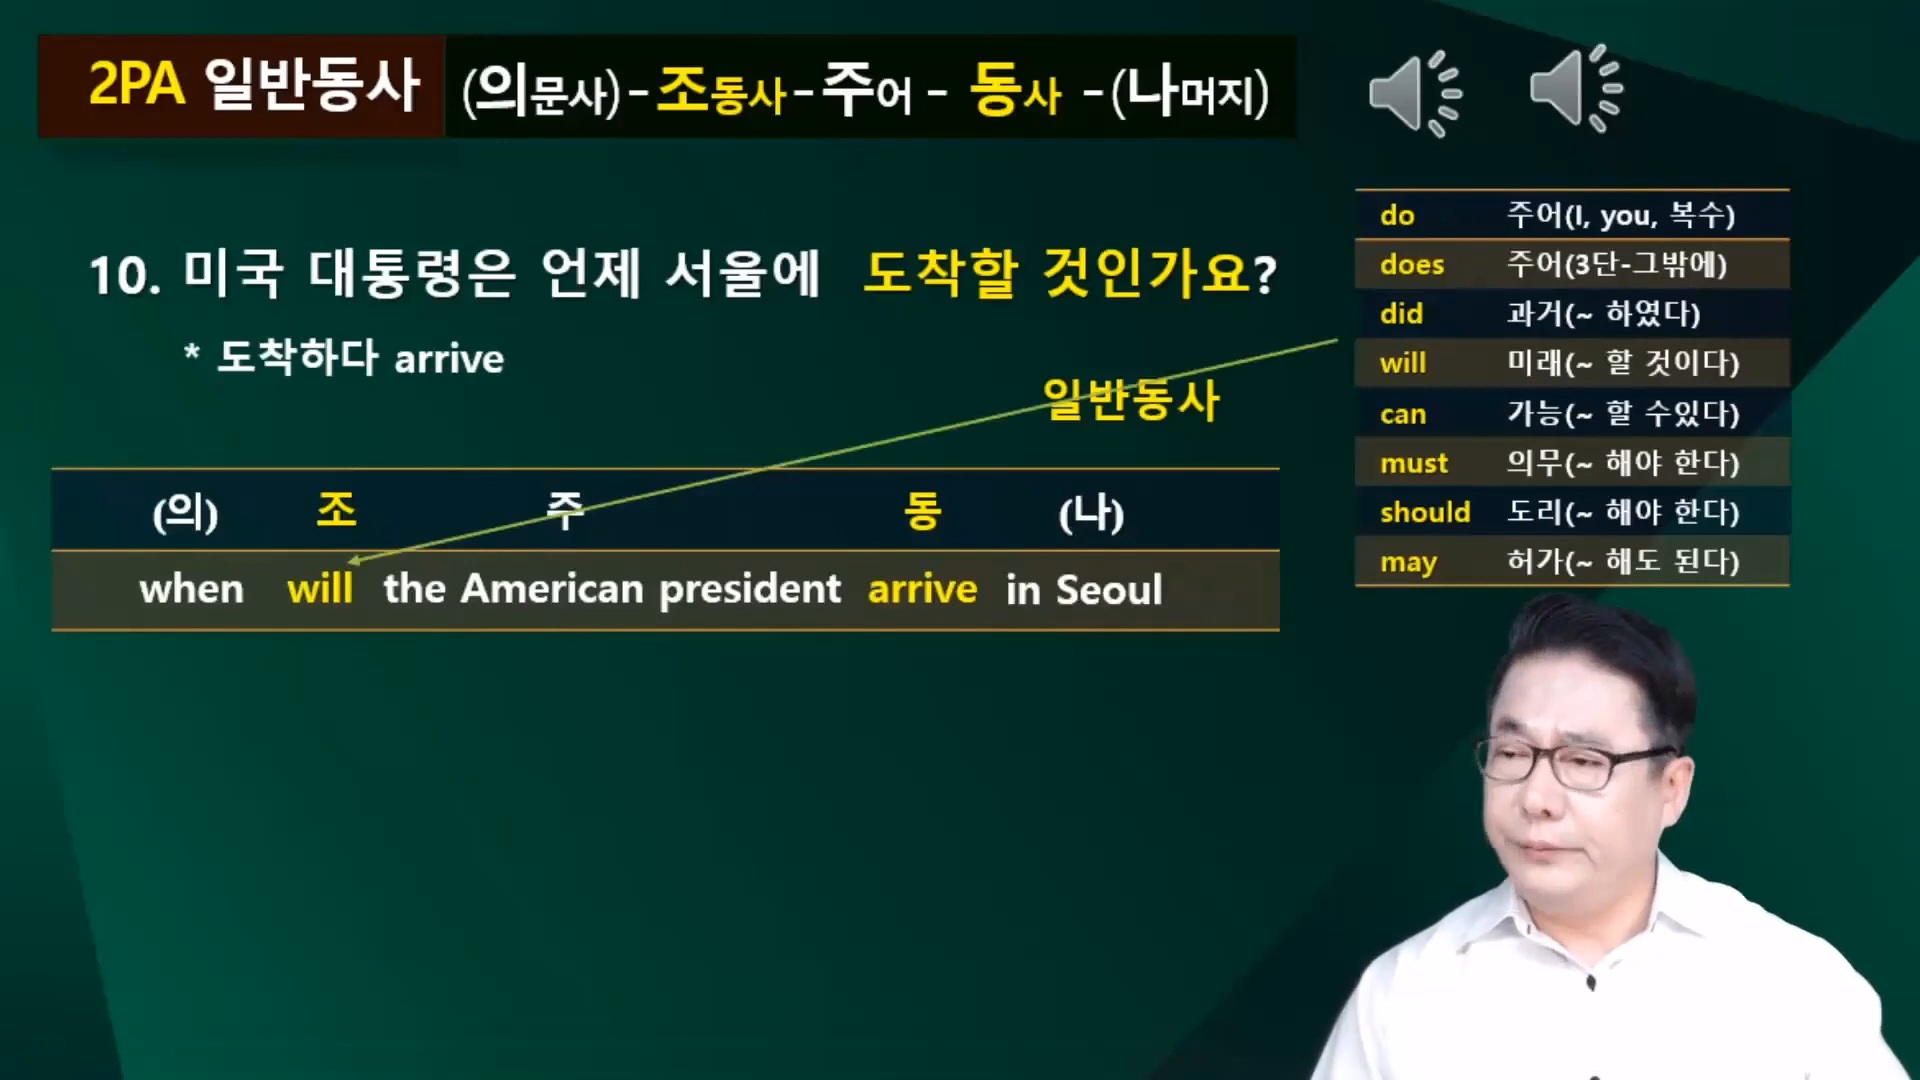 2PA 일반동사 (의문사)-조동사-주어 - 동사 -(나머지)
10. 미국 대통령은 언제 서울에 도착할 것인가요?
* 도착하다 arrive
일반동사
(의) 조 주 동 (나)
when will the American president arrive in Seoul
do 주어(I, you, 복수)
does 주어(3단-그밖에)
did 과거(~ 하였다)
will 미래(~ 할 것이다)
can 가능(~ 할 수있다)
must 의무(~ 해야 한다)
should 도리(~ 해야 한다)
may 허가(~ 해도 된다)